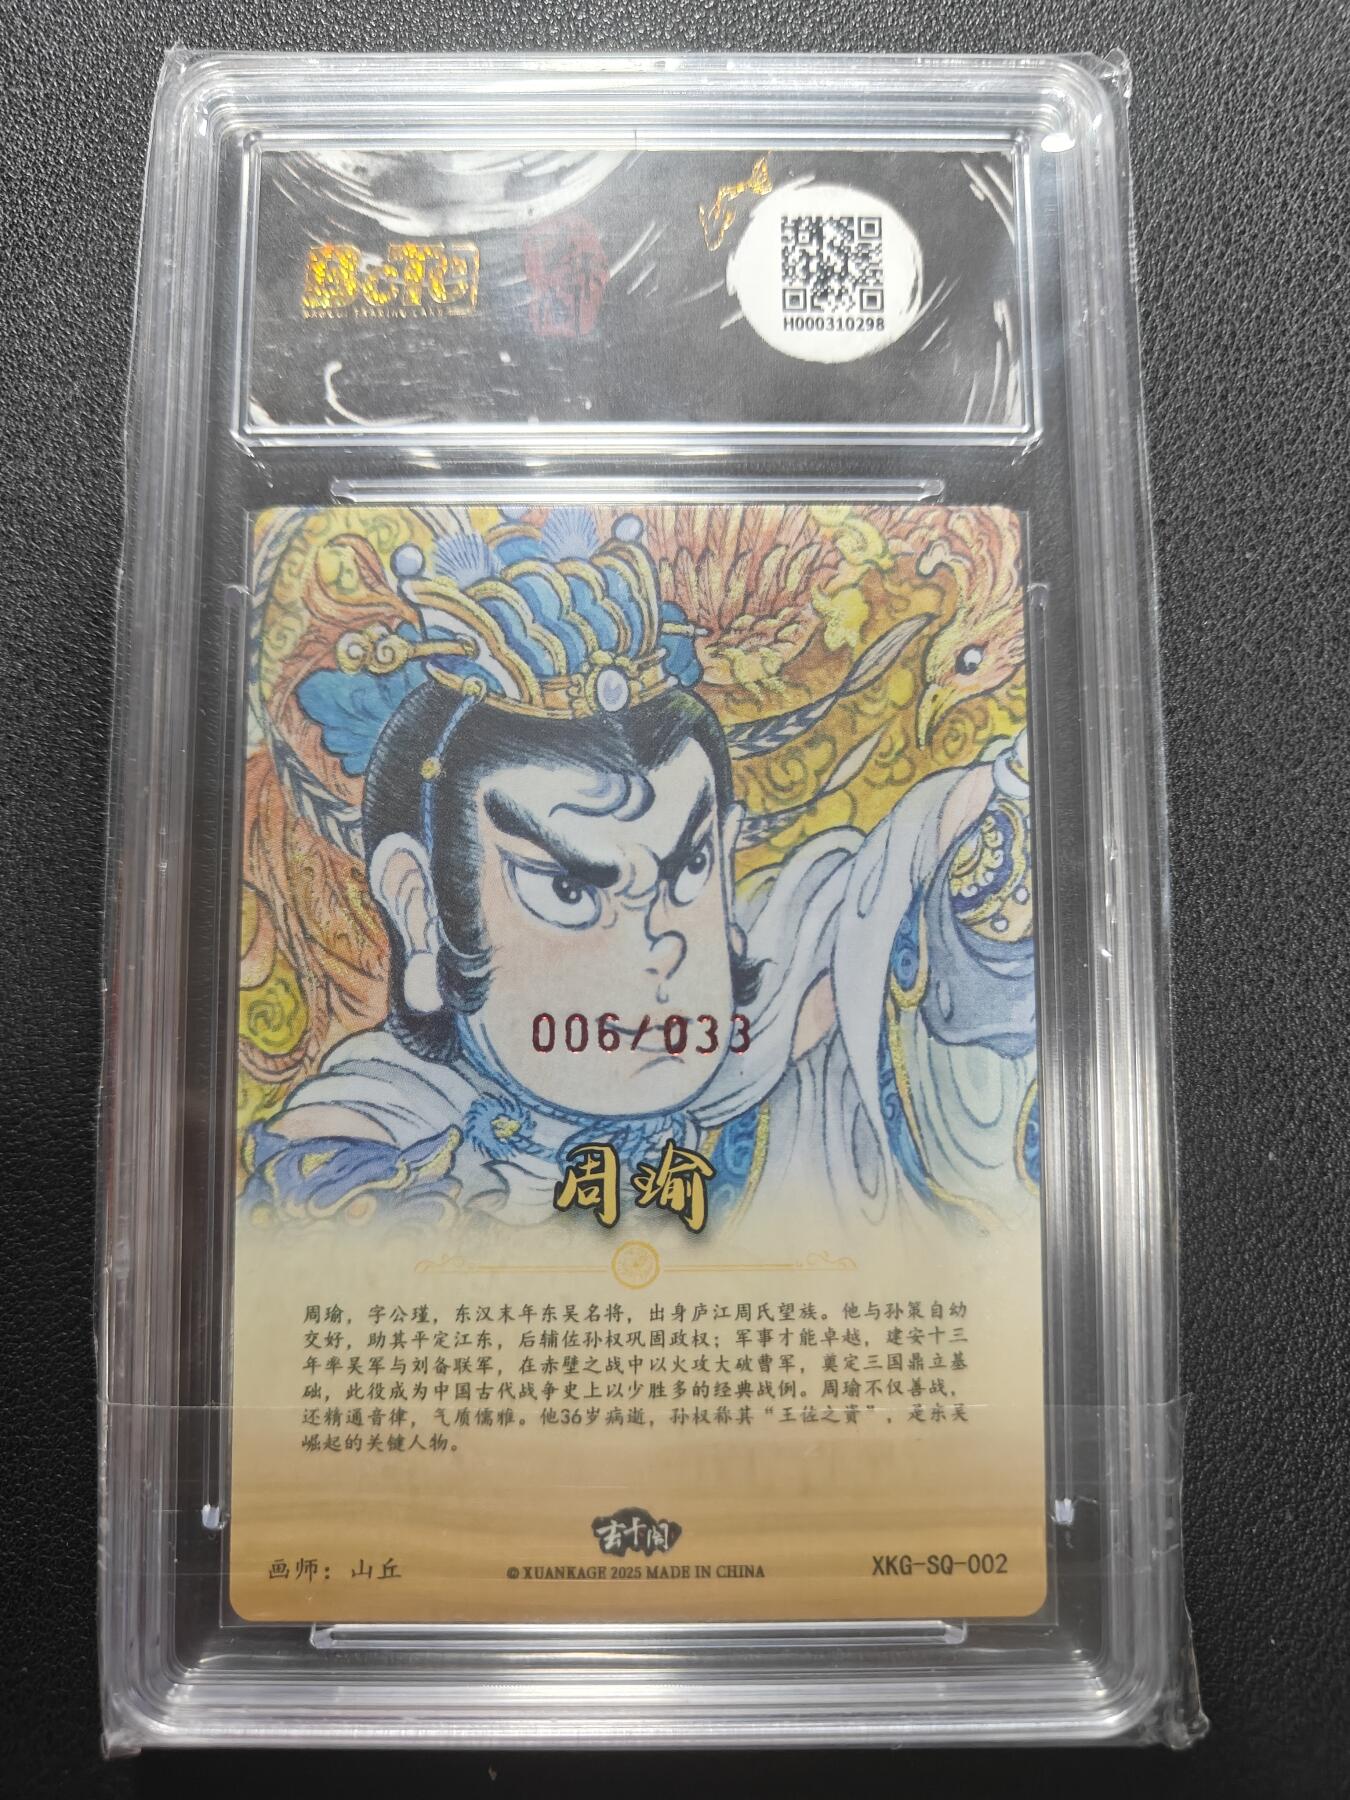 H000310298
006/033
周瑜
周瑜，字公瑾，东汉末年东吴名将，出身庐江周氏望族。他与孙策自幼
交好，助其平定江东，后辅佐孙权巩固政权；军事才能卓越，建安十三
年率吴军与刘备联军，在赤壁之战中以火攻大破曹军，奠定三国鼎立基
础，此役成为中国古代战争史上以少胜多的经典战例。周瑜不仅善战，
还精通音律，气质儒雅。他36岁病逝，孙权称其“王佐之资”，是东吴
崛起的关键人物。
玄卡阁
画师：山丘
© XUANKAGE 2025 MADE IN CHINA
XKG-SQ-002